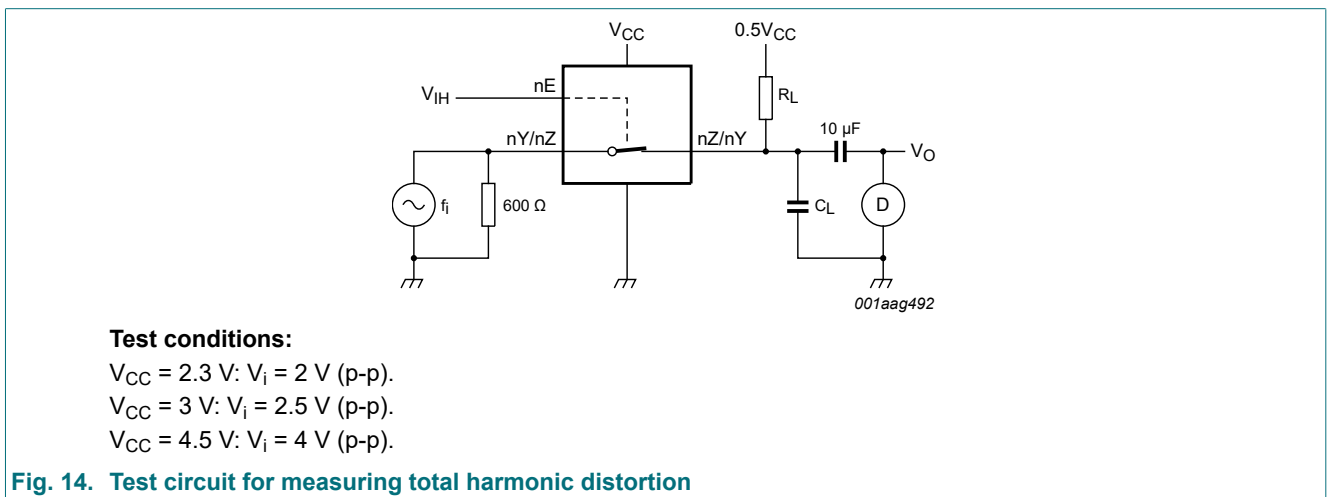 VCC
0.5VCC
VIH
nE
RL
nY/nZ
nZ/nY
10 µF
VO
fi
600 Ω
CL
D
001aag492
Test conditions:
VCC = 2.3 V: Vi = 2 V (p-p).
VCC = 3 V: Vi = 2.5 V (p-p).
VCC = 4.5 V: Vi = 4 V (p-p).
Fig. 14. Test circuit for measuring total harmonic distortion